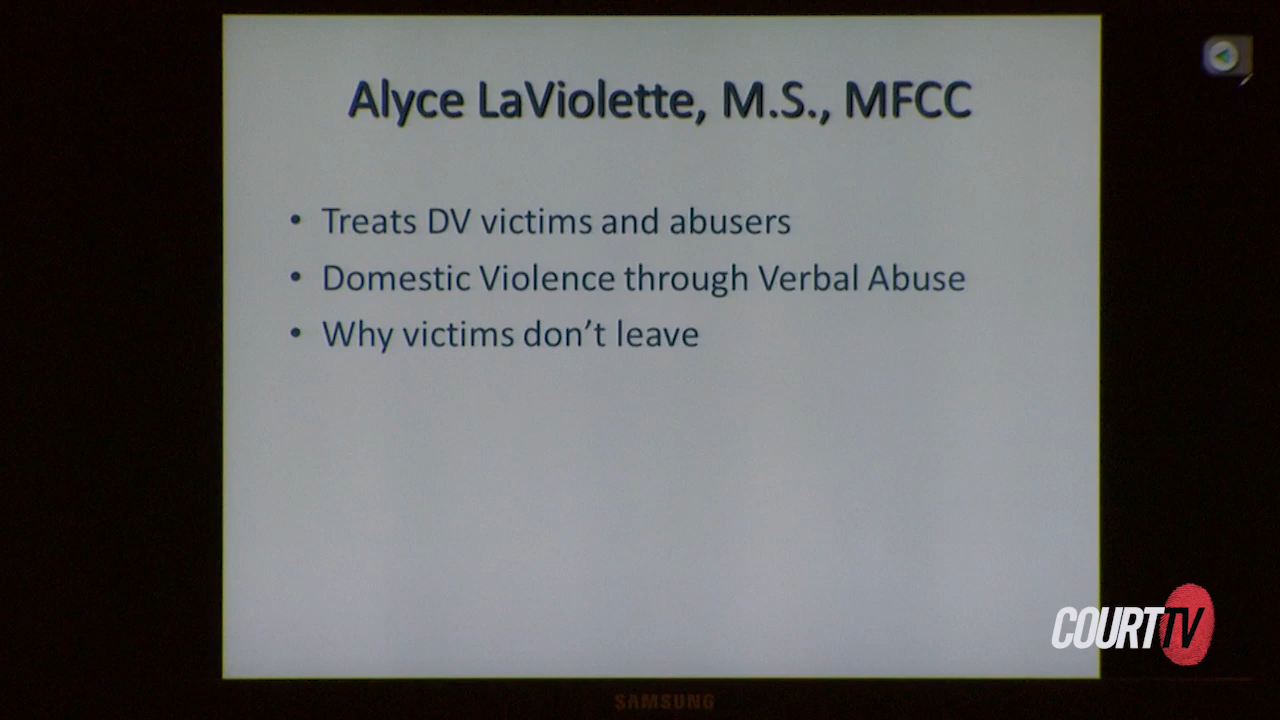 Alyce LaViolette, M.S., MFCC
• Treats DV victims and abusers
• Domestic Violence through Verbal Abuse
• Why victims don’t leave
COURT TV
SAMSUNG